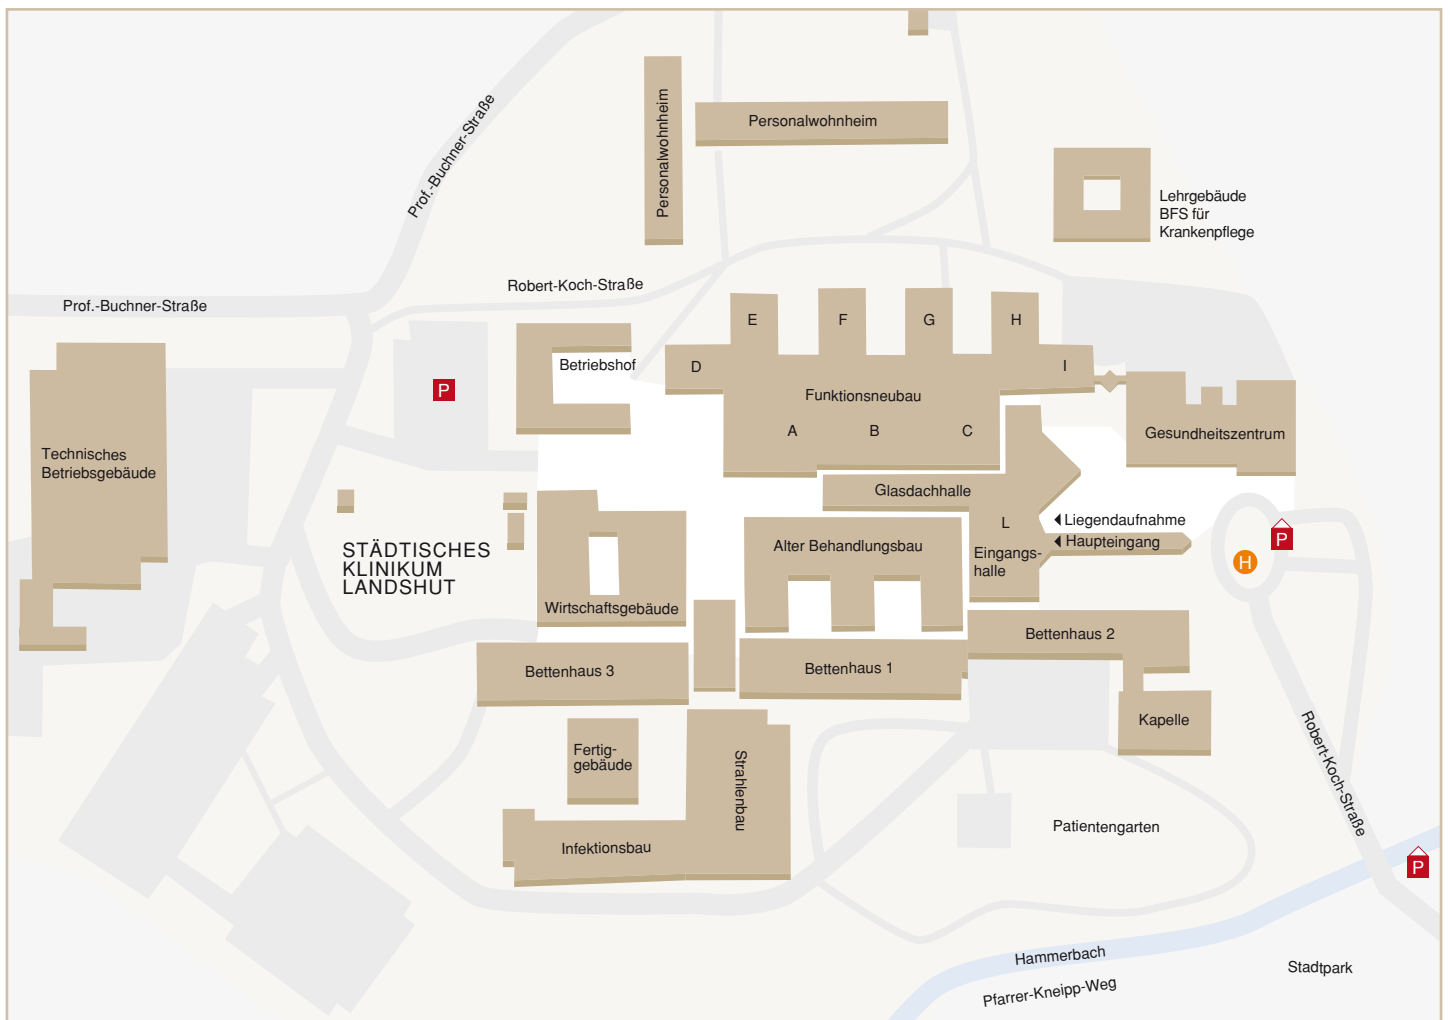 Prof.-Buchner-Straße
Personalwohnheim
Personalwohnheim
Lehrgebäude
BFS für
Krankenpflege
Robert-Koch-Straße
Prof.-Buchner-Straße
E
F
G
H
Betriebshof
D
I
P
Funktionsneubau
A
B
C
Gesundheitszentrum
Technisches
Betriebsgebäude
Glasdachhalle
L
Liegendaufnahme
Haupteingang
P
STÄDTISCHES
KLINIKUM
LANDSHUT
Alter Behandlungsbau
Eingangs-
halle
H
Wirtschaftsgebäude
Bettenhaus 2
Bettenhaus 3
Bettenhaus 1
Kapelle
Fertig-
gebäude
Strahlenbau
Robert-Koch-Straße
Patientengarten
Infektionsbau
P
Hammerbach
Stadtpark
Pfarrer-Kneipp-Weg